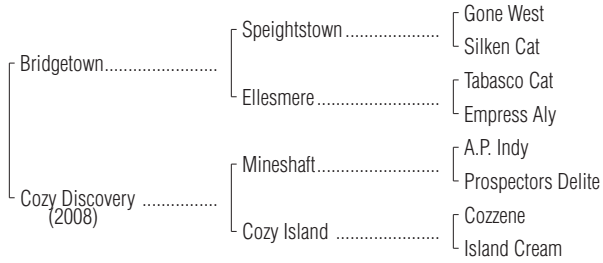 Gone West
Speightstown ....................
Silken Cat
Bridgetown........................
Tabasco Cat
Ellesmere..........................
Empress Aly
A.P. Indy
Mineshaft..........................
Prospectors Delite
Cozy Discovery ................
(2008)
Cozzene
Cozy Island ......................
Island Cream